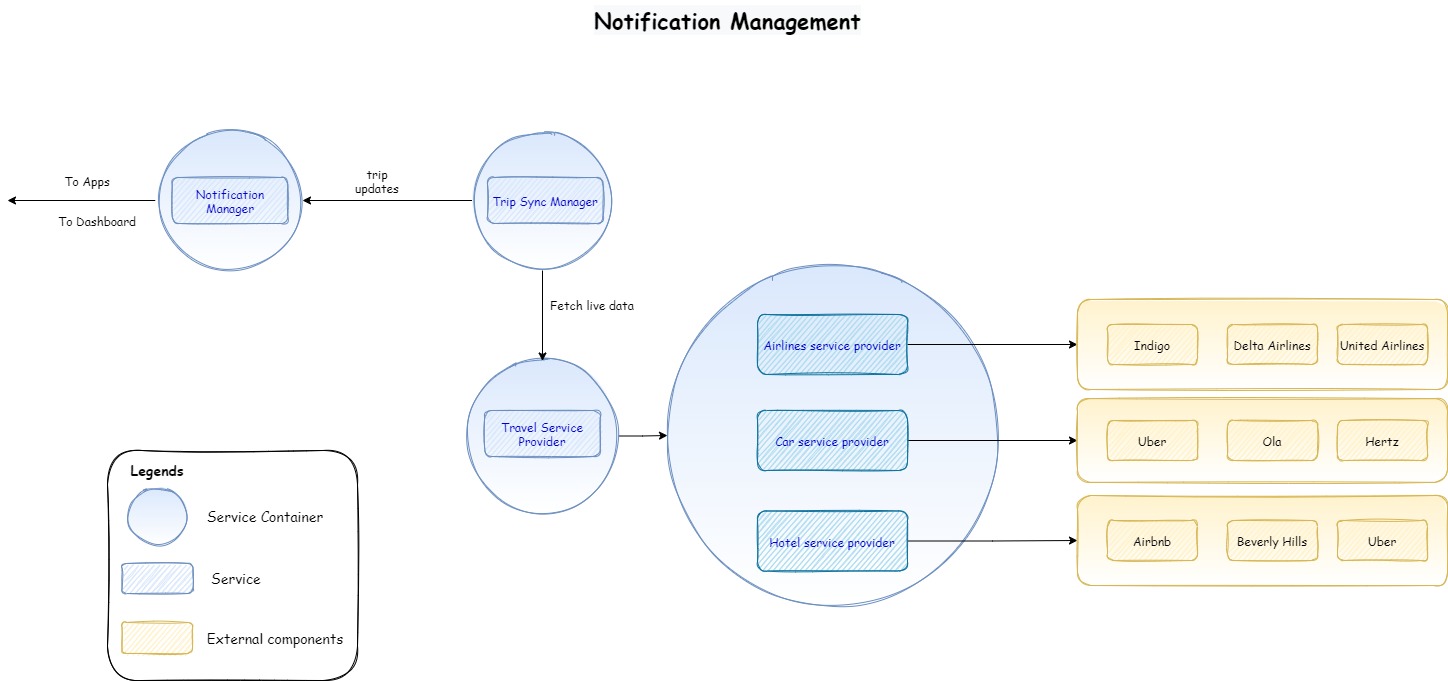 Notification Management
To Apps
To Dashboard
Notification
Manager
trip
updates
Trip Sync Manager
Fetch live data
Travel Service
Provider
Airlines service provider
Car service provider
Hotel service provider
Indigo
Delta Airlines
United Airlines
Uber
Ola
Hertz
Airbnb
Beverly Hills
Uber
Legends
Service Container
Service
External components